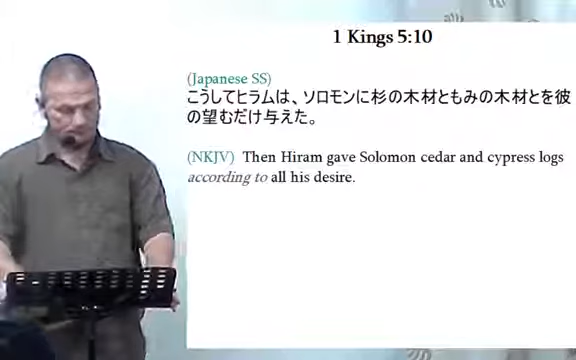 1 Kings 5:10
(Japanese SS)
こうしてヒラムは、ソロモンに杉の木材ともみの木材とを彼
の望むだけ与えた。
(NKJV) Then Hiram gave Solomon cedar and cypress logs
according to all his desire.